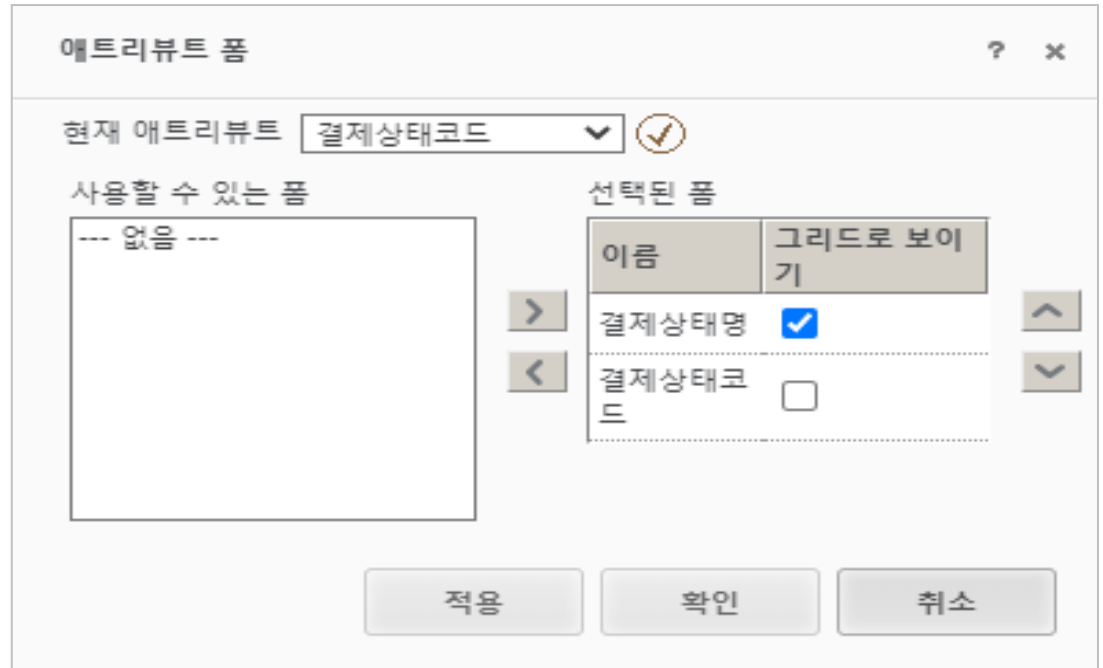 애트리뷰트 폼
현재 애트리뷰트 결제상태코드
사용할 수 있는 폼
--- 없음 ---
선택된 폼
이름 그리드로 보이
기
결제상태명
결제상태코
드
적용 확인 취소